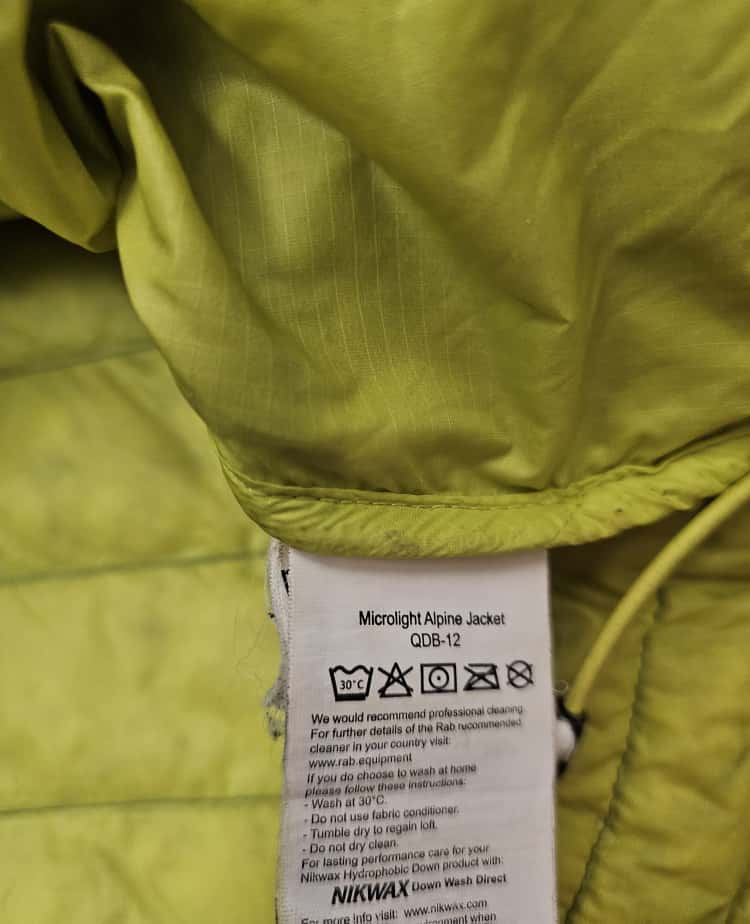 Microlight Alpine Jacket
QDB-12
30°C
We would recommend professional cleaning.
For further details of the Rab recommended
cleaner in your country visit:
www.rab.equipment
If you do choose to wash at home
please follow these instructions:
- Wash at 30°C.
- Do not use fabric conditioner.
- Tumble dry to regain loft.
- Do not dry clean.
For lasting performance care for your
Nikwax Hydrophobic Down product with:
NIKWAX Down Wash Direct
For more info visit: www.nikwax.com
when